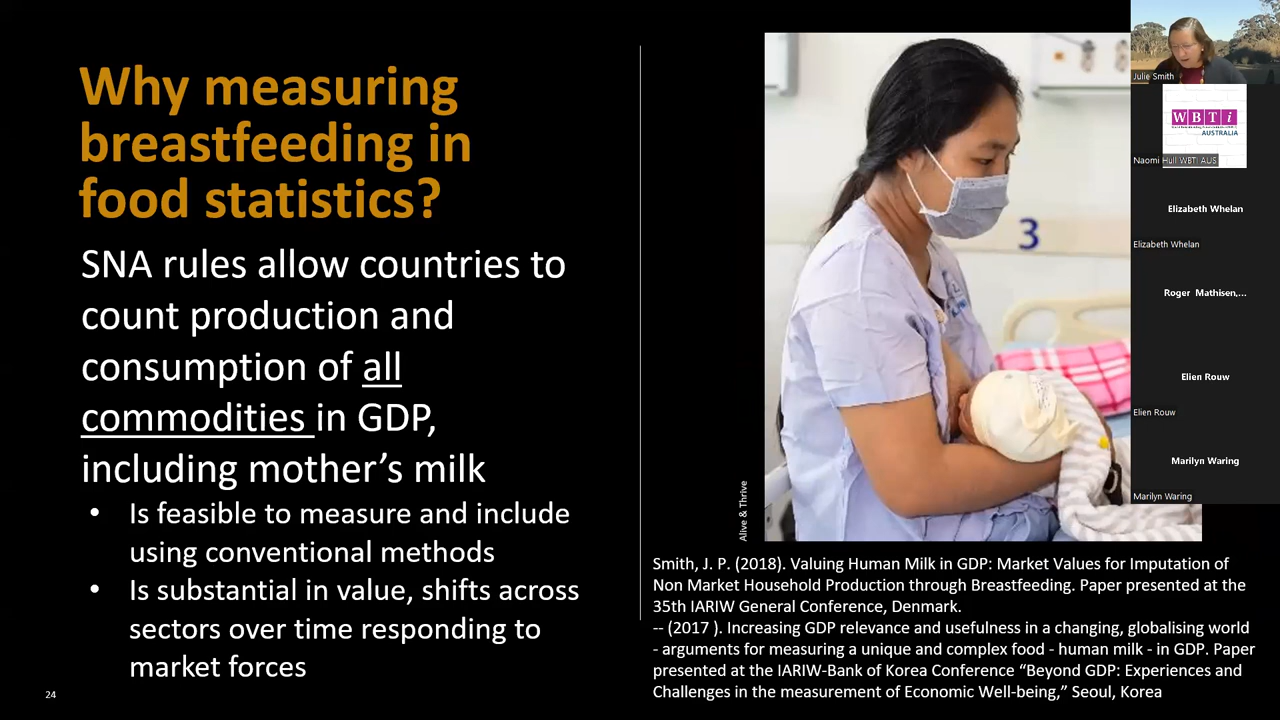 Why measuring
breastfeeding in
food statistics?
SNA rules allow countries to
count production and
consumption of all
commodities in GDP,
including mother's milk
• Is feasible to measure and include
using conventional methods
• Is substantial in value, shifts across
sectors over time responding to
market forces
24
3
Alive & Thrive
Smith, J. P. (2018). Valuing Human Milk in GDP: Market Values for Imputation of
Non Market Household Production through Breastfeeding. Paper presented at the
35th IARIW General Conference, Denmark.
-- (2017 ). Increasing GDP relevance and usefulness in a changing, globalising world
- arguments for measuring a unique and complex food - human milk - in GDP. Paper
presented at the IARIW-Bank of Korea Conference “Beyond GDP: Experiences and
Challenges in the measurement of Economic Well-being,” Seoul, Korea
Julie Smith
WBTi
AUSTRALIA
Naomi Hull WBTI AUS
Elizabeth Whelan
Elizabeth Whelan
Roger Mathisen,...
Elien Rouw
Elien Rouw
Marilyn Waring
Marilyn Waring